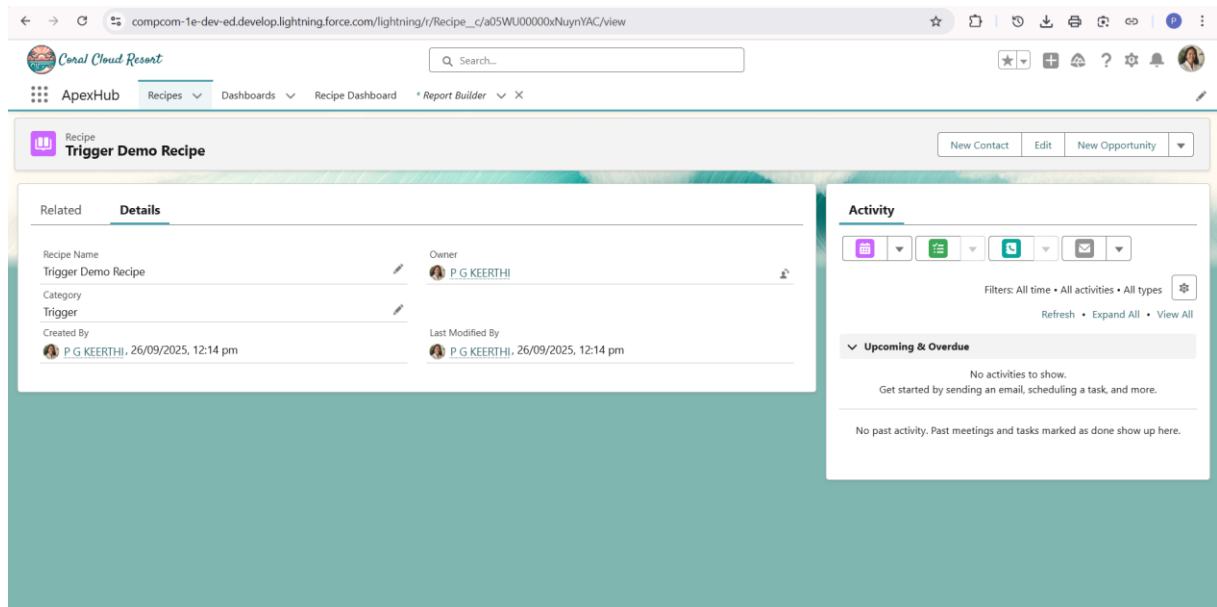 compcom-1e-dev-ed.develop.lightning.force.com/lightning/r/Recipe__c/a05WU00000xNuynYAC/view
P
Coral Cloud Resort
Search...
ApexHub Recipes Dashboards Recipe Dashboard * Report Builder
Recipe
Trigger Demo Recipe
New Contact Edit New Opportunity
Related Details
Recipe Name
Trigger Demo Recipe
Owner
P G KEERTHI
Category
Trigger
Created By
P G KEERTHI, 26/09/2025, 12:14 pm
Last Modified By
P G KEERTHI, 26/09/2025, 12:14 pm
Activity
Filters: All time • All activities • All types
Refresh • Expand All • View All
Upcoming & Overdue
No activities to show.
Get started by sending an email, scheduling a task, and more.
No past activity. Past meetings and tasks marked as done show up here.